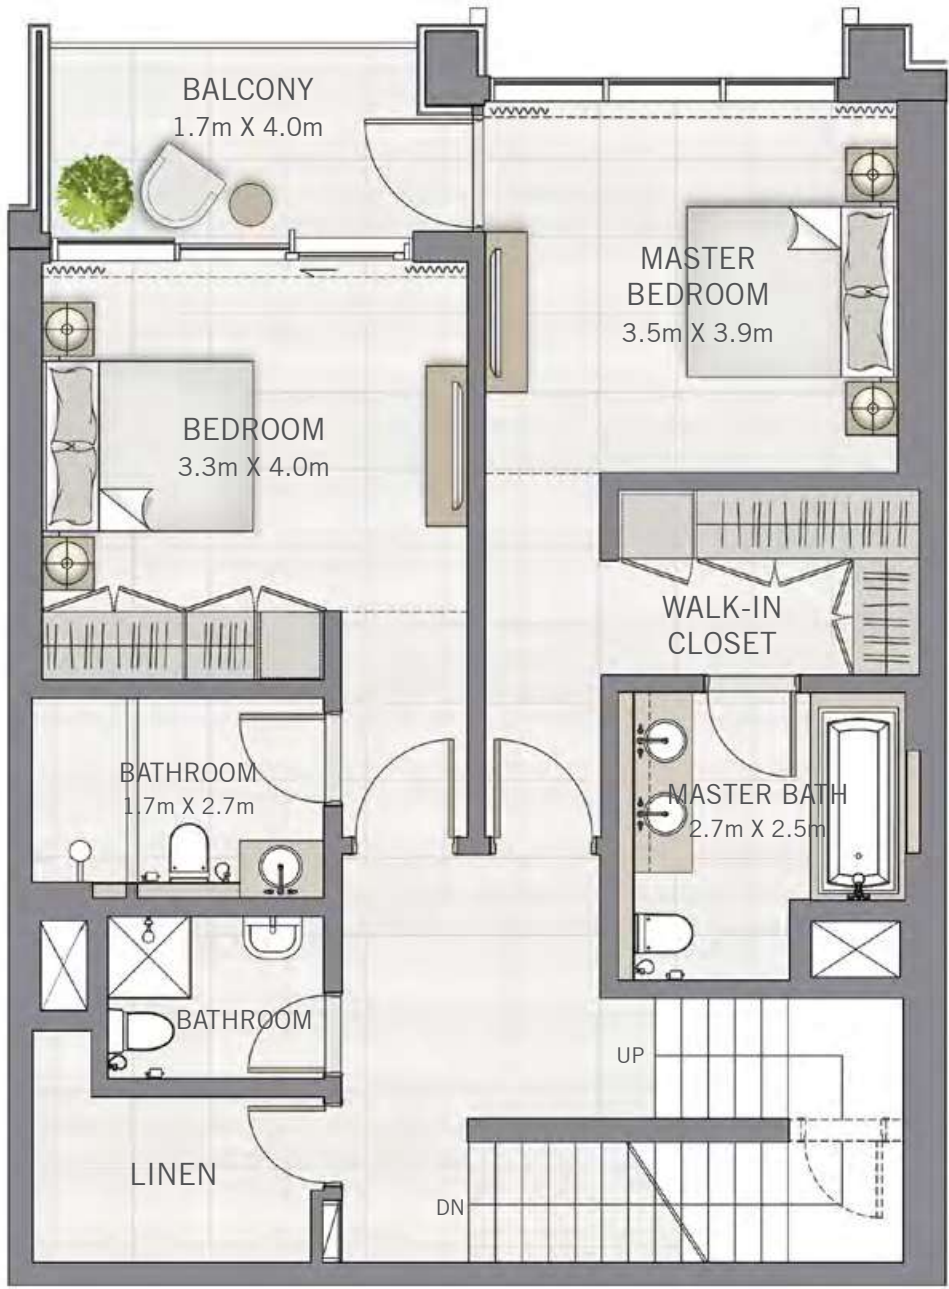 BALCONY
1.7m X 4.0m
MASTER
BEDROOM
3.5m X 3.9m
BEDROOM
3.3m X 4.0m
WALK-IN
CLOSET
BATHROOM
1.7m X 2.7m
MASTER BATH
2.7m X 2.5m
BATHROOM
UP
LINEN
DN